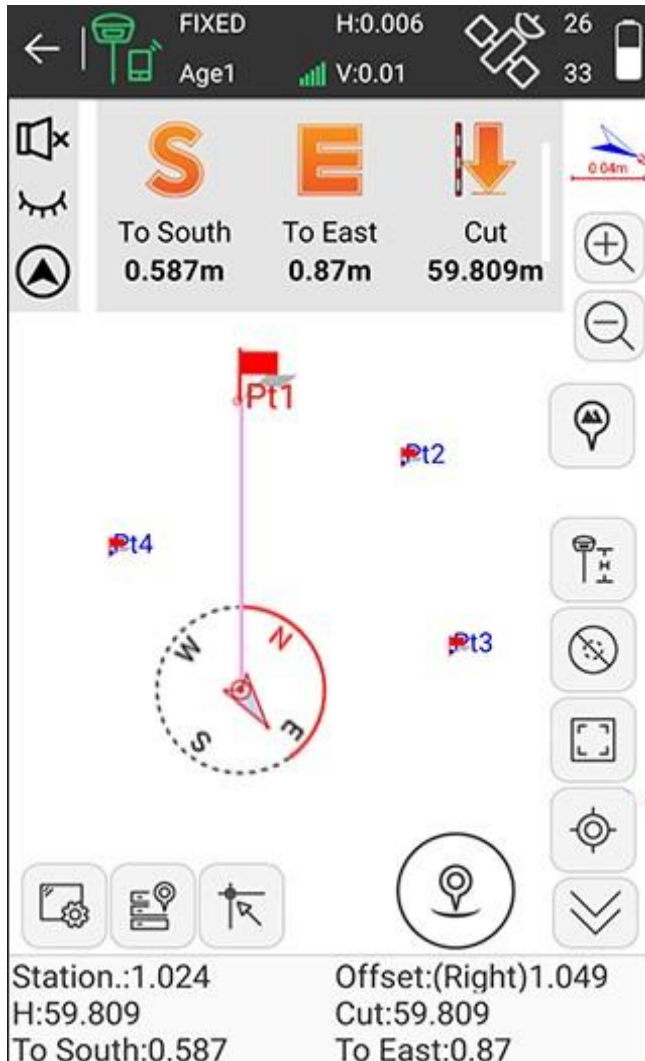 FIXED H:0.006 26
Age1 V:0.01 33
S E
To South To East Cut
0.587m 0.87m 59.809m
0.04m
Pt1
Pt2
Pt4
Pt3
N
W
E
S
H
Station.:1.024 Offset:(Right)1.049
H:59.809 Cut:59.809
To South:0.587 To East:0.87